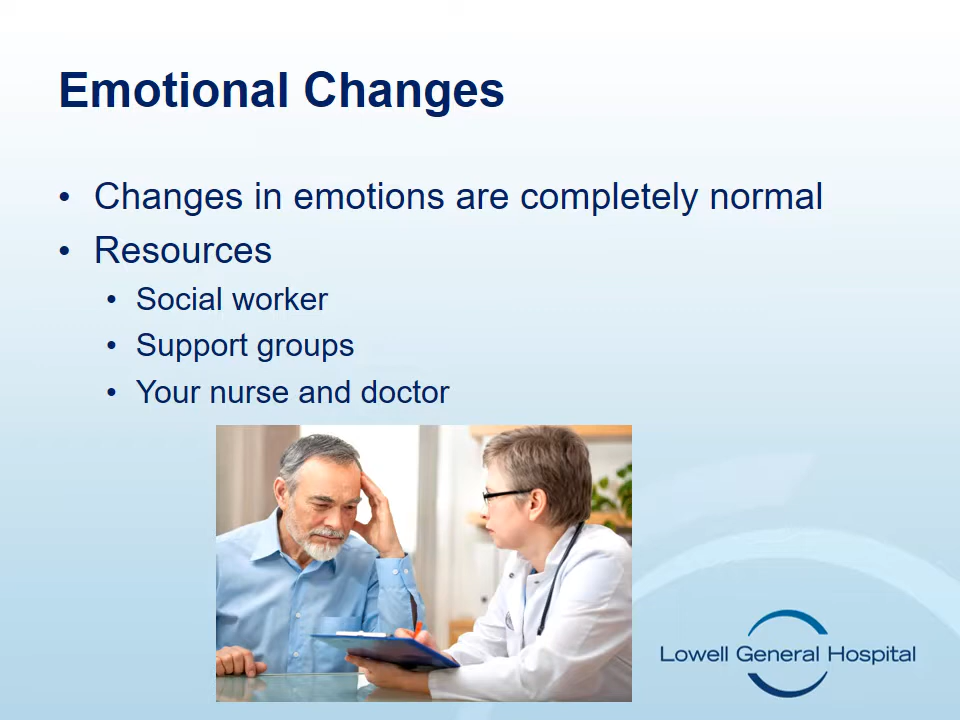 Emotional Changes
• Changes in emotions are completely normal
• Resources
• Social worker
• Support groups
• Your nurse and doctor
Lowell General Hospital